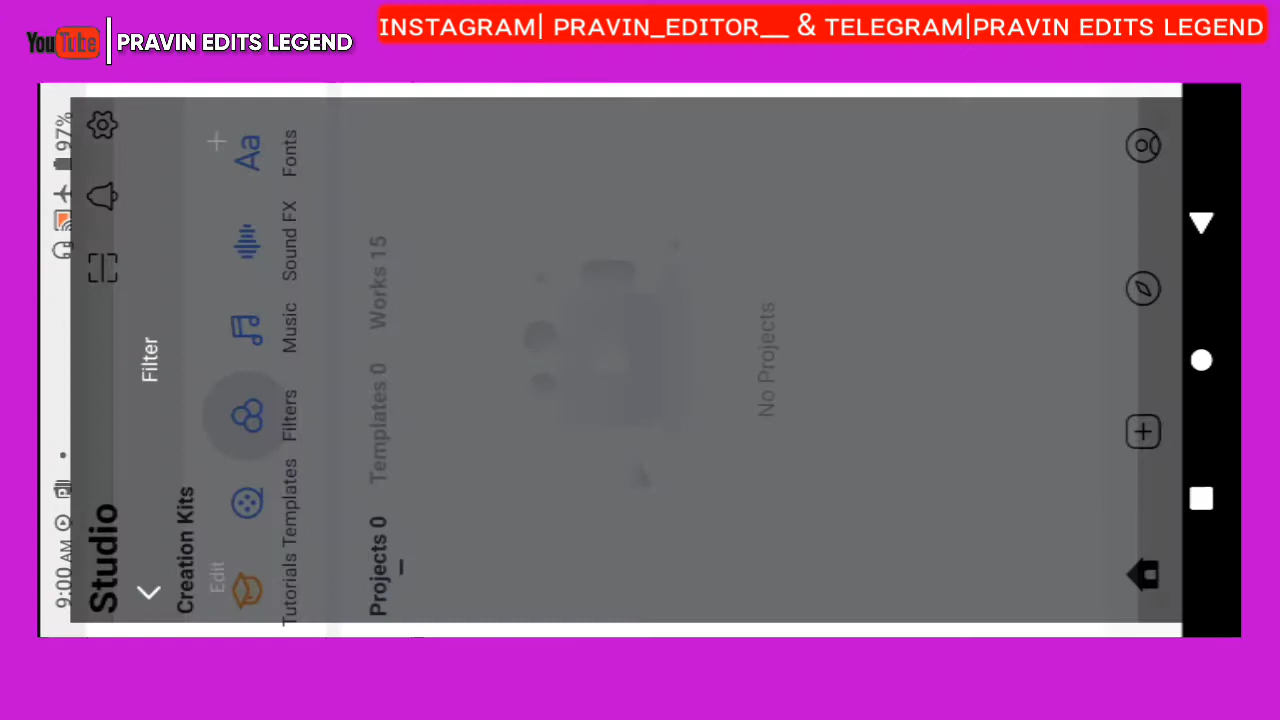 YouTube PRAVIN EDITS LEGEND
INSTAGRAM| PRAVIN_EDITOR__ & TELEGRAM|PRAVIN EDITS LEGEND
9:00 AM 97%
Studio
Filter
Creation Kits
Edit +
Aa
Tutorials Templates Filters Music Sound FX Fonts
Projects 0 Templates 0 Works 15
No Projects